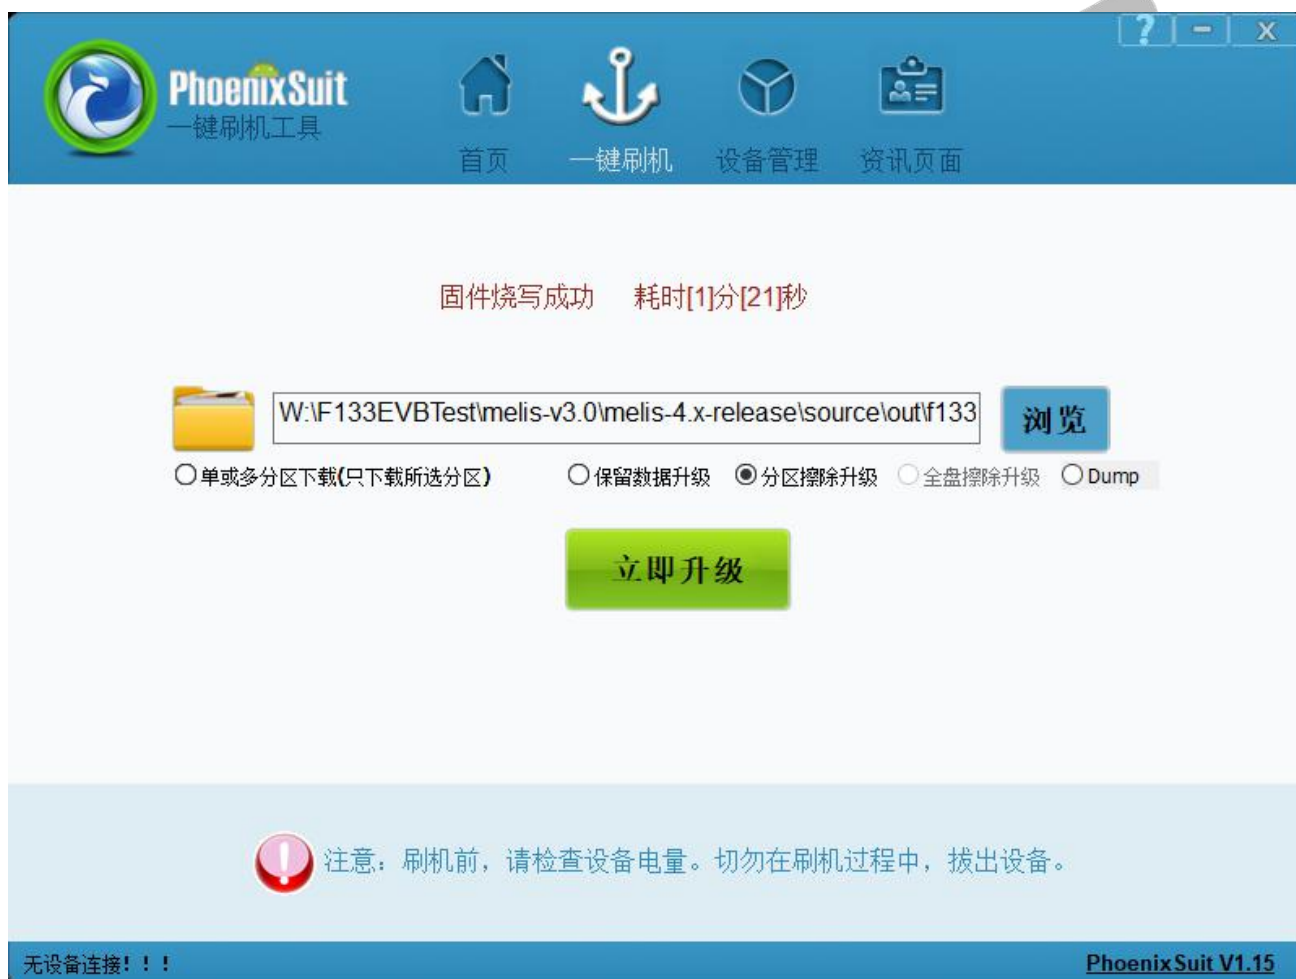 ? - X
PhoenixSuit
一键刷机工具
首页 一键刷机 设备管理 资讯页面
固件烧写成功 耗时[1]分[21]秒
W:\F133EVBTest\melis-v3.0\melis-4.x-release\source\out\f133 浏览
单或多分区下载(只下载所选分区) 保留数据升级 分区擦除升级 全盘擦除升级 Dump
立即升级
注意：刷机前，请检查设备电量。切勿在刷机过程中，拔出设备。
无设备连接！！！ PhoenixSuit V1.15